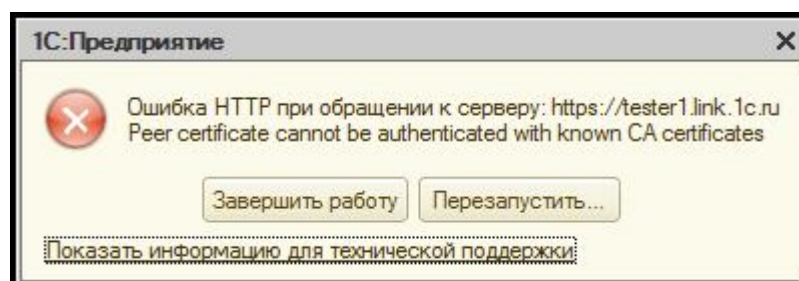 1С:Предприятие
Ошибка HTTP при обращении к серверу: https://tester1.link.1c.ru
Peer certificate cannot be authenticated with known CA certificates
Завершить работу
Перезапустить...
Показать информацию для технической поддержки